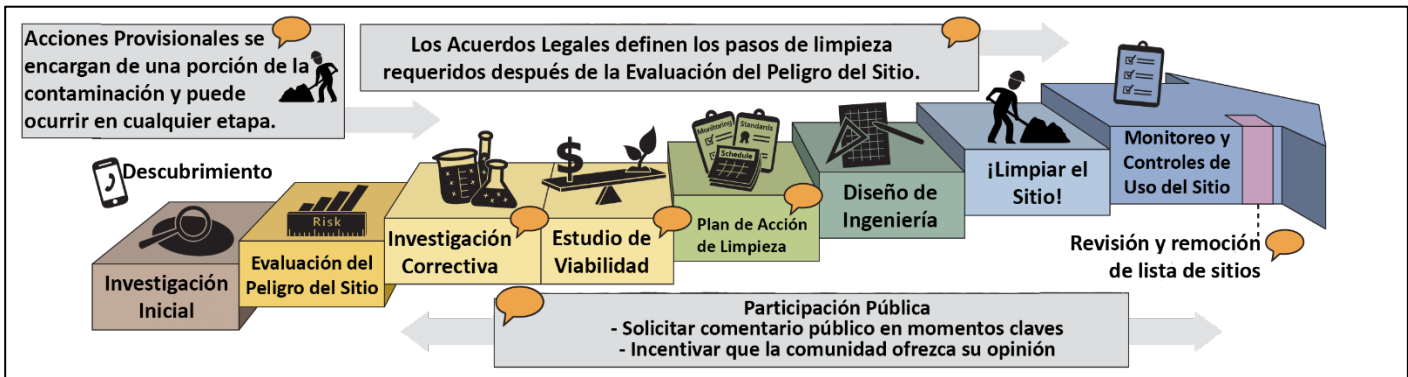 Acciones Provisionales se
encargan de una porción de la
contaminación y puede
ocurrir en cualquier etapa.
Los Acuerdos Legales definen los pasos de limpieza
requeridos después de la Evaluación del Peligro del Sitio.
Descubrimiento
Investigación
Inicial
Risk
Evaluación del
Peligro del Sitio
Investigación
Correctiva
$
Estudio de
Viabilidad
Monitoring
Standards
Schedule
Plan de Acción
de Limpieza
Diseño de
Ingeniería
¡Limpiar el
Sitio!
Monitoreo y
Controles de
Uso del Sitio
Revisión y remoción
de lista de sitios
Participación Pública
- Solicitar comentario público en momentos claves
- Incentivar que la comunidad ofrezca su opinión